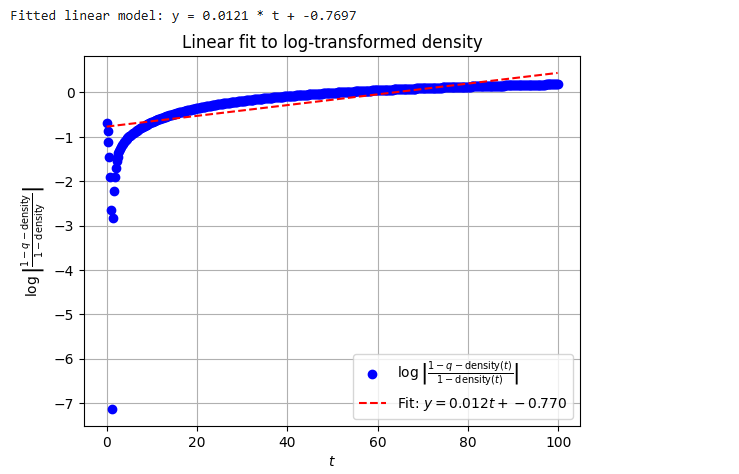 Fitted linear model: y = 0.0121 * t + -0.7697
Linear fit to log-transformed density
0
−1
−2
−3
−4
−5
−6
−7
log |(1 − q − density)/(1 − density)|
log |(1 − q − density(t))/(1 − density(t))|
Fit: y = 0.012t + −0.770
0 20 40 60 80 100
t